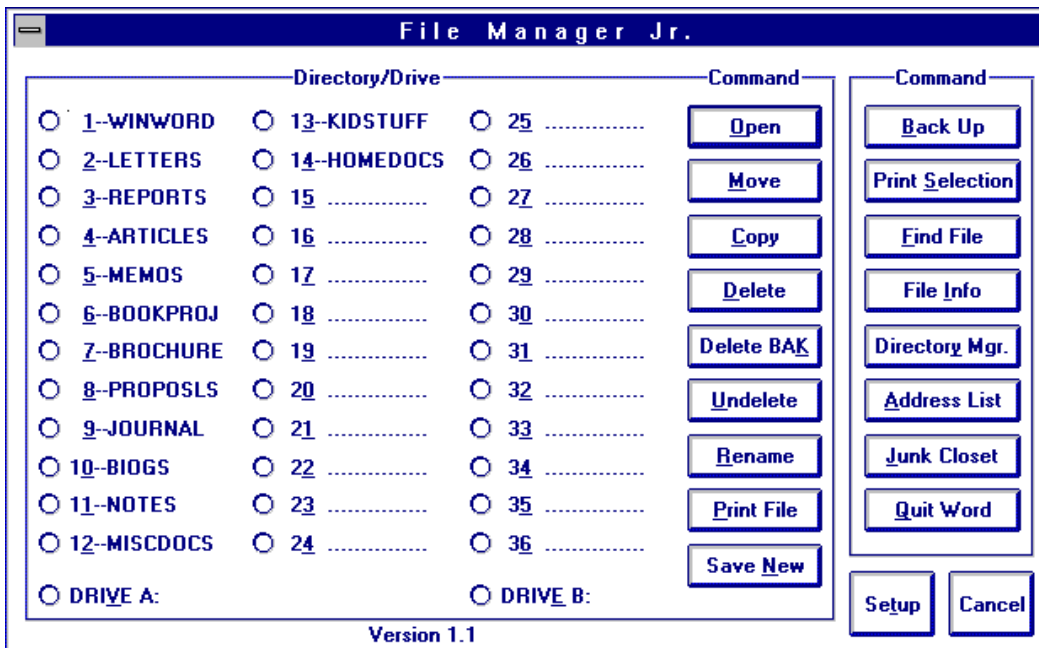 File Manager Jr.
Directory/Drive Command Command
1--WINWORD 13--KIDSTUFF 25 .............. Open Back Up
2--LETTERS 14--HOMEDOCS 26 ..............
3--REPORTS 15 .............. 27 .............. Move Print Selection
4--ARTICLES 16 .............. 28 .............. Copy Find File
5--MEMOS 17 .............. 29 .............. Delete File Info
6--BOOKPROJ 18 .............. 30 ..............
7--BROCHURE 19 .............. 31 .............. Delete BAK Directory Mgr.
8--PROPOSLS 20 .............. 32 .............. Undelete Address List
9--JOURNAL 21 .............. 33 ..............
10--BIOGS 22 .............. 34 .............. Rename Junk Closet
11--NOTES 23 .............. 35 .............. Print File Quit Word
12--MISCDOCS 24 .............. 36 ..............
Save New
DRIVE A: DRIVE B: Setup Cancel
Version 1.1